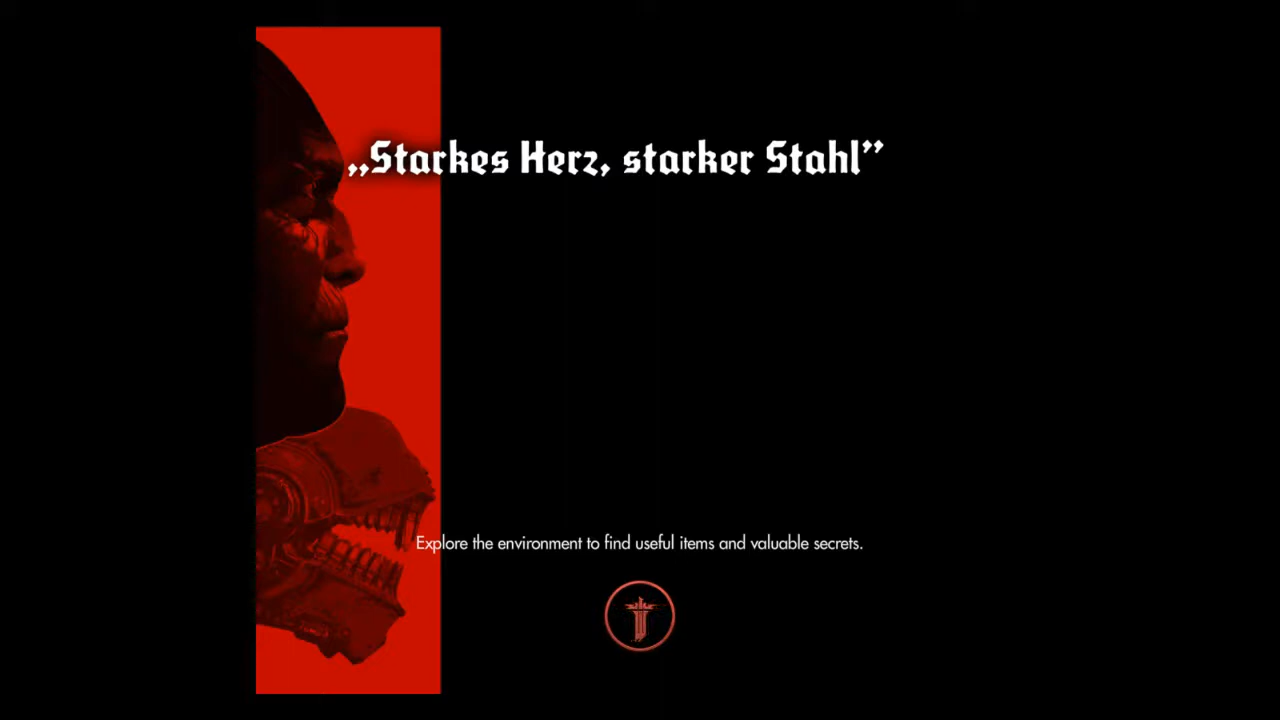 „Starkes Herz, starker Stahl”
Explore the environment to find useful items and valuable secrets.